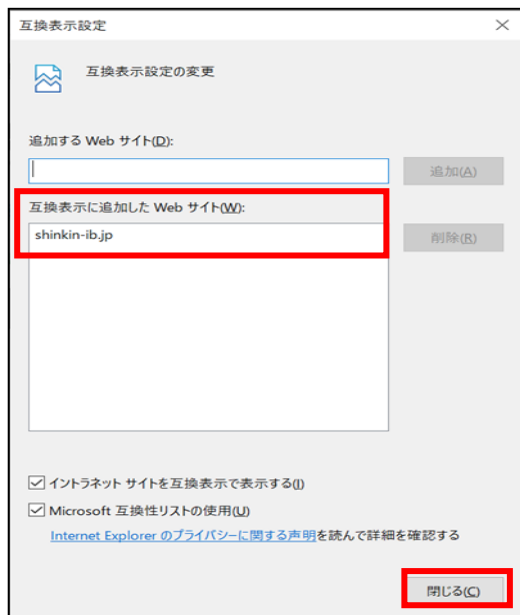 互換表示設定
互換表示設定の変更
追加する Web サイト(D):
追加(A)
互換表示に追加した Web サイト(W):
shinkin-ib.jp
削除(R)
イントラネット サイトを互換表示で表示する(I)
Microsoft 互換性リストの使用(U)
Internet Explorer のプライバシーに関する声明を読んで詳細を確認する
閉じる(C)